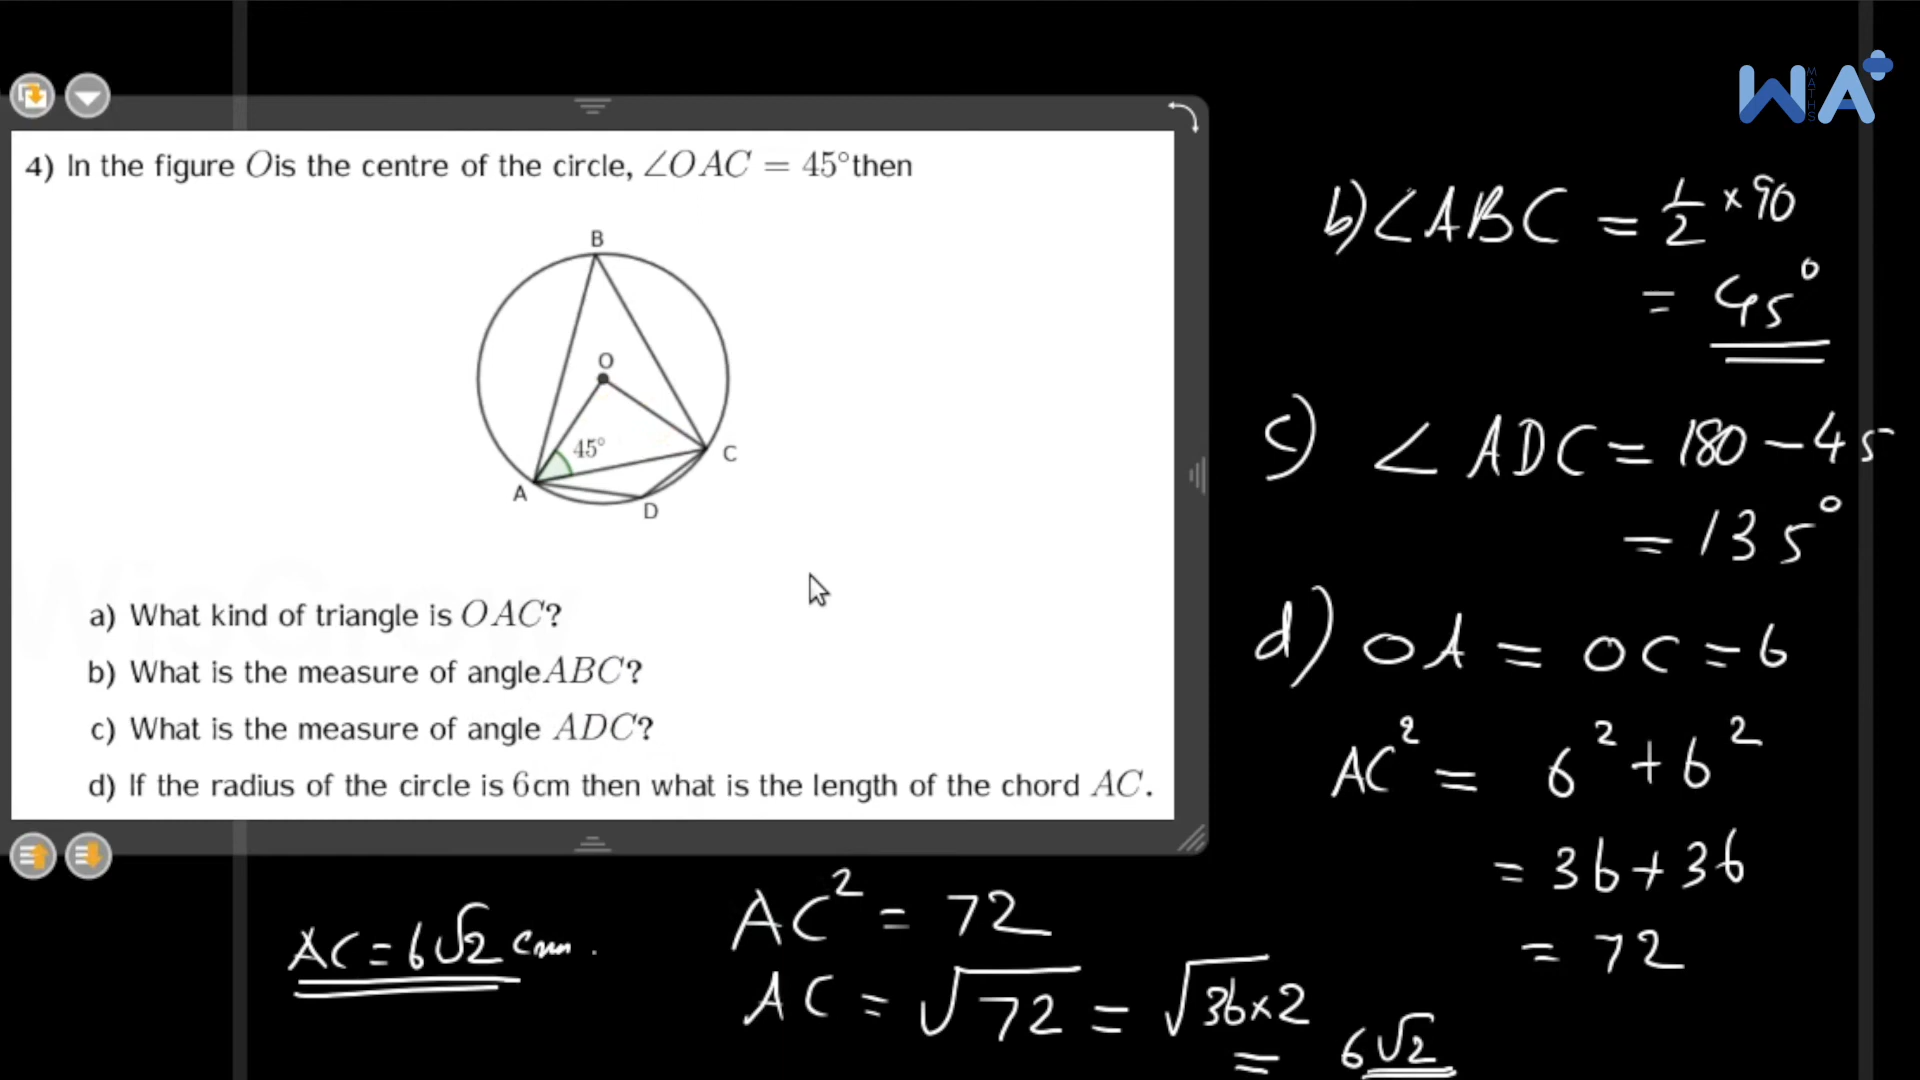 WA+
MATHS
4) In the figure O is the centre of the circle, ∠OAC = 45° then
B
O
45°
C
A
D
a) What kind of triangle is OAC?
b) What is the measure of angle ABC?
c) What is the measure of angle ADC?
d) If the radius of the circle is 6cm then what is the length of the chord AC.
b) ∠ABC = 1/2 × 90
= 45°
c) ∠ADC = 180 - 45
= 135°
d) OA = OC = 6
AC² = 6² + 6²
= 36 + 36
= 72
AC² = 72
AC = √72 = √36×2
= 6√2
AC = 6√2 cm.